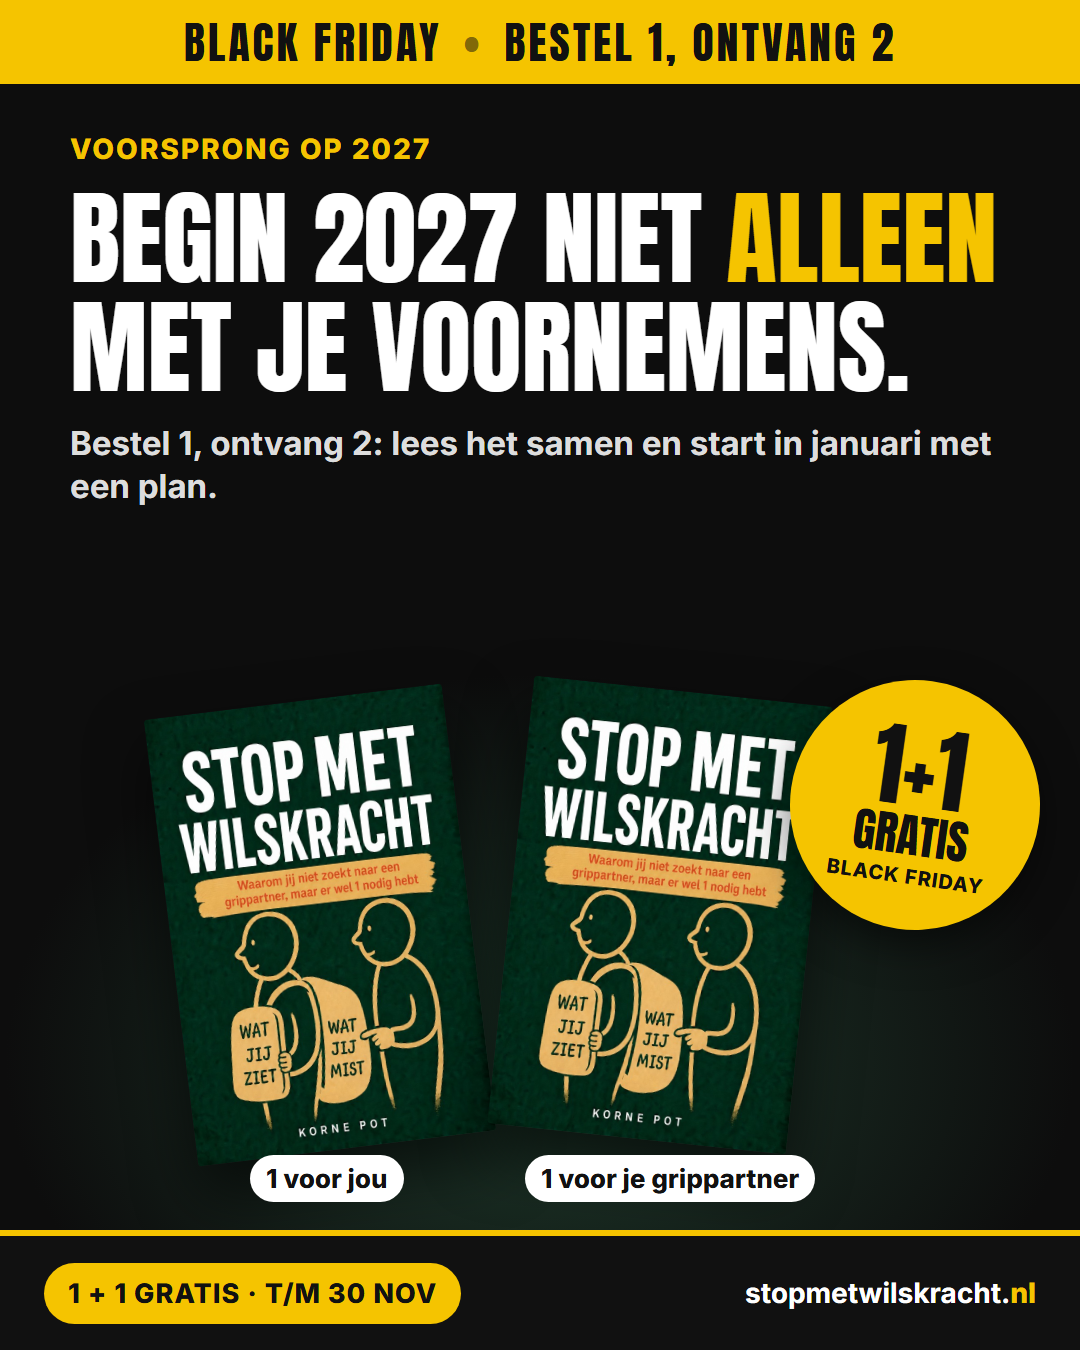 BLACK FRIDAY • BESTEL 1, ONTVANG 2
VOORSPRONG OP 2027
BEGIN 2027 NIET ALLEEN
MET JE VOORNEMENS.
Bestel 1, ontvang 2: lees het samen en start in januari met
een plan.
STOP MET
WILSKRACHT
Waarom jij niet zoekt naar een
grippartner, maar er wel 1 nodig hebt
WAT
JIJ
ZIET
WAT
JIJ
MIST
KORNE POT
1 voor jou
STOP MET
WILSKRACHT
Waarom jij niet zoekt naar een
grippartner, maar er wel 1 nodig hebt
WAT
JIJ
ZIET
WAT
JIJ
MIST
KORNE POT
1 voor je grippartner
1+1
GRATIS
BLACK FRIDAY
1 + 1 GRATIS · T/M 30 NOV
stopmetwilskracht.nl